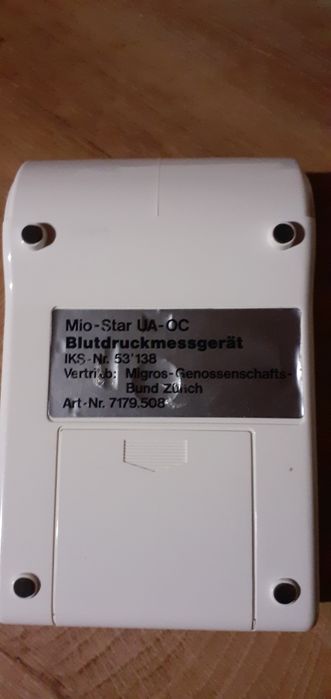 Mio-Star UA-OC
Blutdruckmessgerät
IKS-Nr. 53'138
Vertrieb: Migros-Genossenschafts-
Bund Zürich
Art-Nr. 7179.508